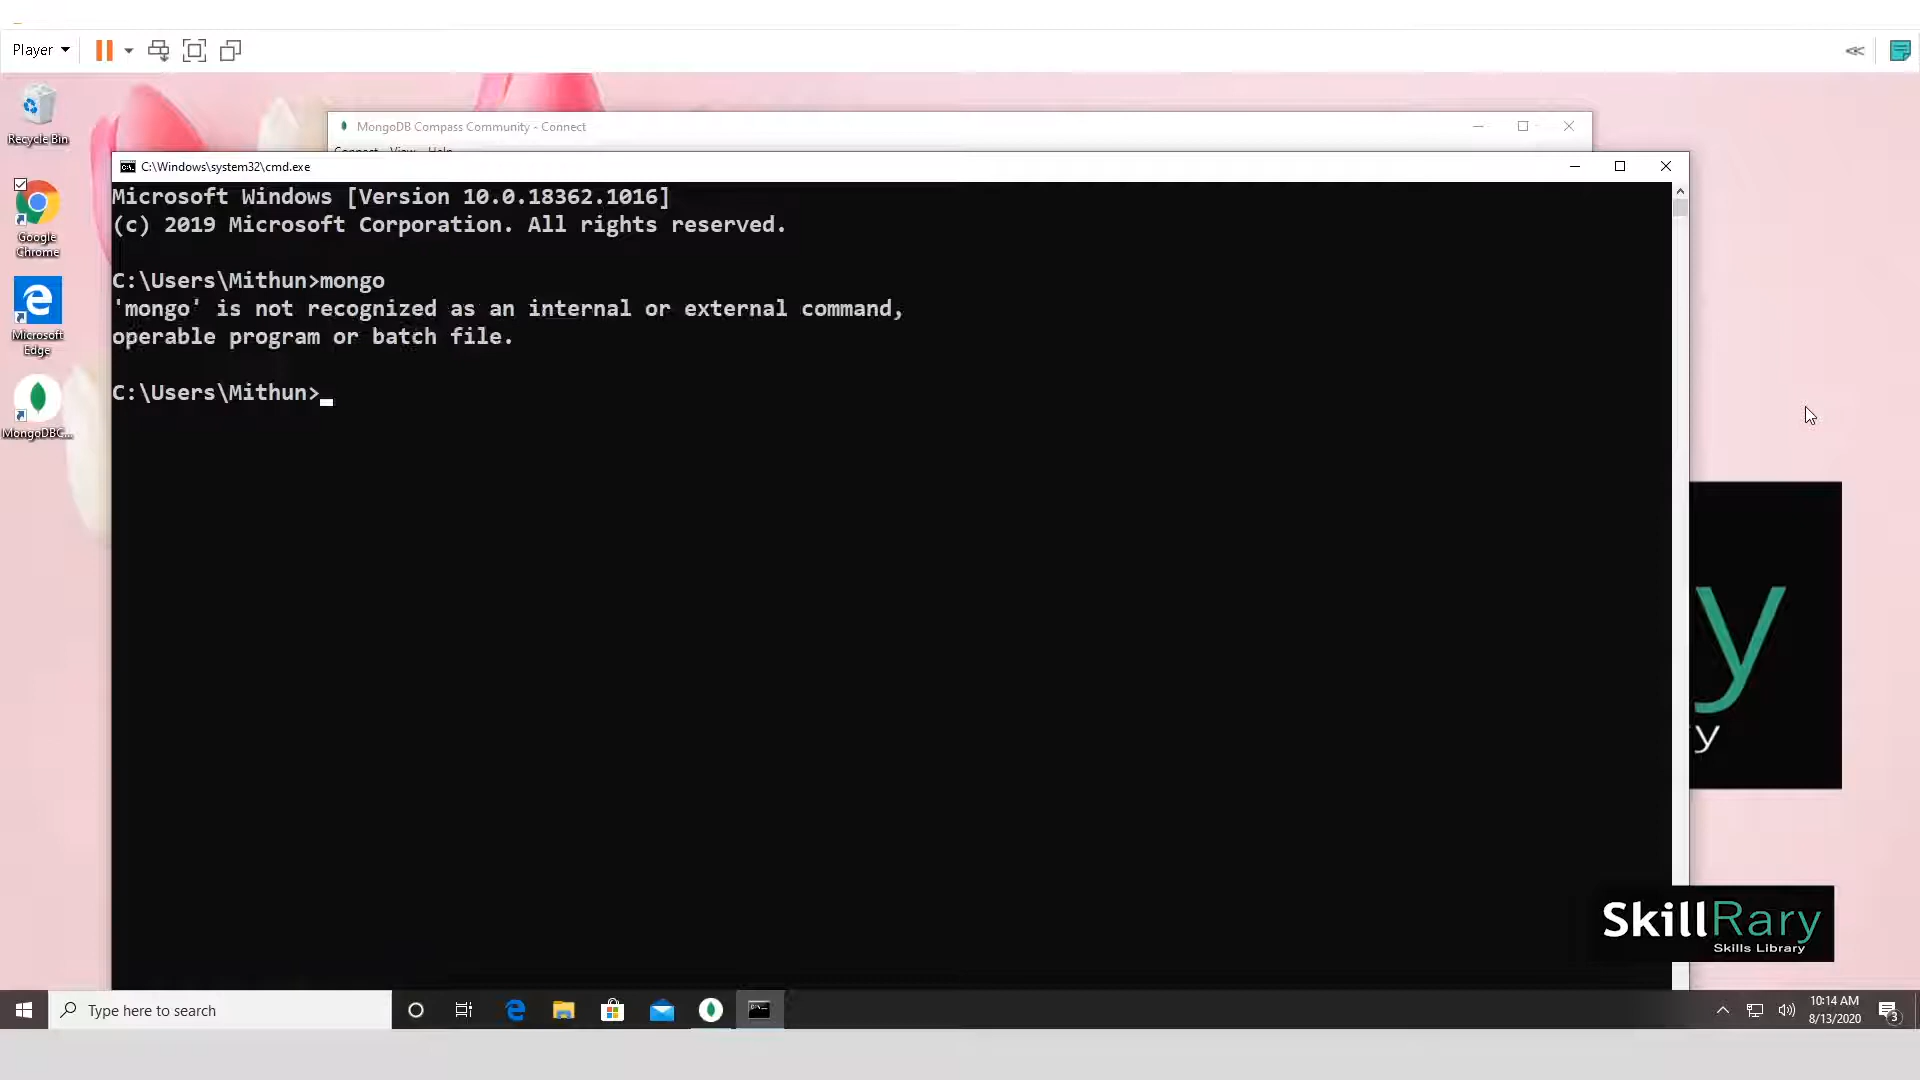 Player
Recycle Bin
MongoDB Compass Community - Connect
Connect View Help
C:\Windows\system32\cmd.exe
Microsoft Windows [Version 10.0.18362.1016]
(c) 2019 Microsoft Corporation. All rights reserved.
C:\Users\Mithun>mongo
'mongo' is not recognized as an internal or external command,
operable program or batch file.
C:\Users\Mithun>
Google
Chrome
Microsoft
Edge
MongoDBC...
y
y
SkillRary
Skills Library
Type here to search
10:14 AM
8/13/2020
3